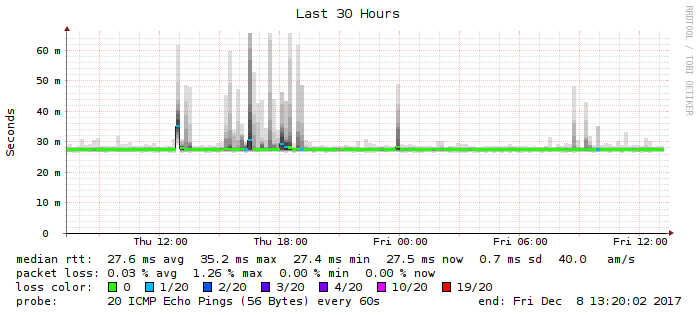 Last 30 Hours
RRDTOOL / TOBI OETIKER
Seconds
60 m
50 m
40 m
30 m
20 m
10 m
0
Thu 12:00 Thu 18:00 Fri 00:00 Fri 06:00 Fri 12:00
median rtt: 27.6 ms avg 35.2 ms max 27.4 ms min 27.5 ms now 0.7 ms sd 40.0 am/s
packet loss: 0.03 % avg 1.26 % max 0.00 % min 0.00 % now
loss color: 0 1/20 2/20 3/20 4/20 10/20 19/20
probe: 20 ICMP Echo Pings (56 Bytes) every 60s end: Fri Dec 8 13:20:02 2017